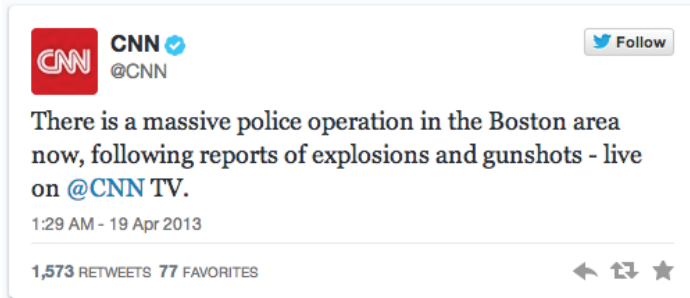 CNN
CNN
Follow
@CNN
There is a massive police operation in the Boston area
now, following reports of explosions and gunshots - live
on @CNN TV.
1:29 AM - 19 Apr 2013
1,573 RETWEETS 77 FAVORITES